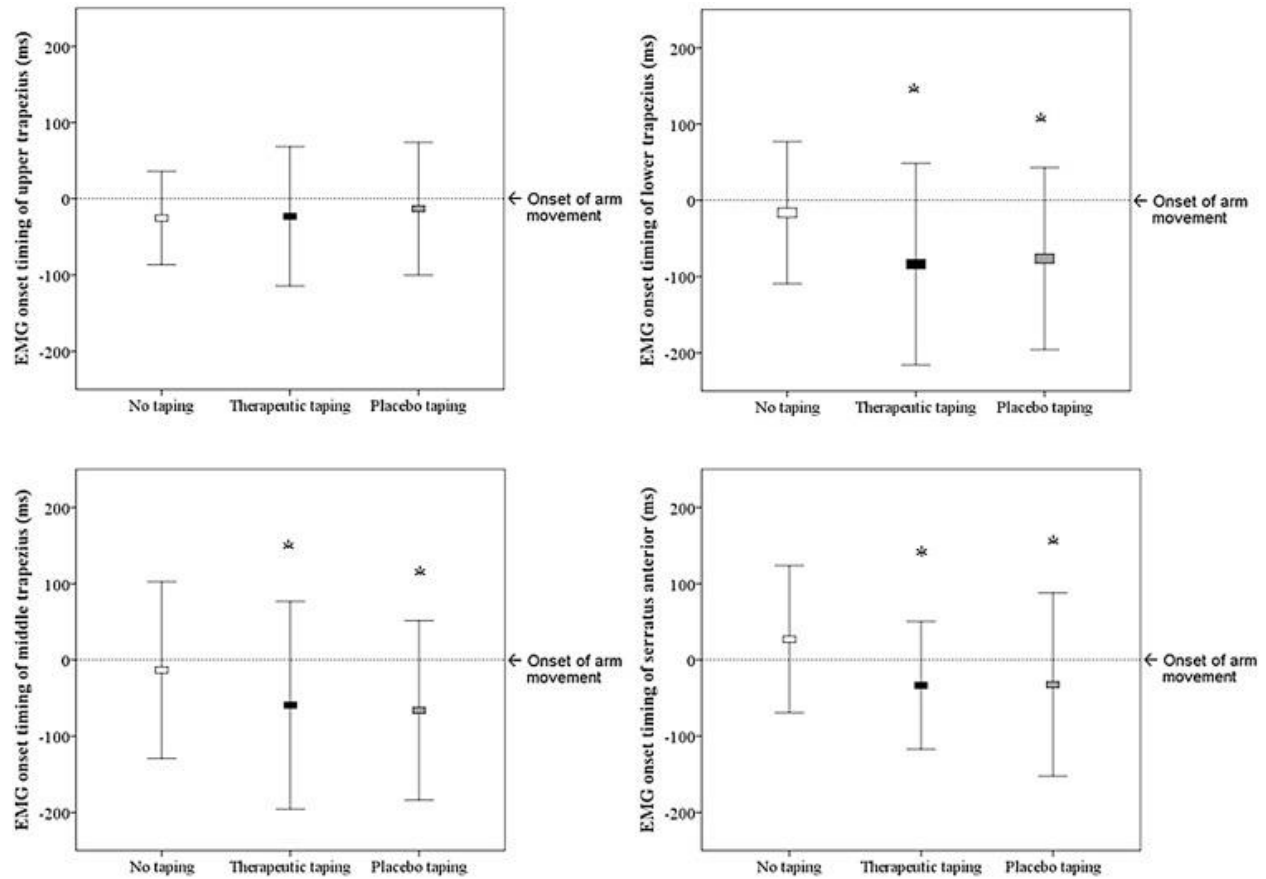 EMG onset timing of upper trapezius (ms)
200
100
0
-100
-200
No taping Therapeutic taping Placebo taping
← Onset of arm
movement
EMG onset timing of lower trapezius (ms)
200
100
0
-100
-200
* *
No taping Therapeutic taping Placebo taping
← Onset of arm
movement
EMG onset timing of middle trapezius (ms)
200
100
0
-100
-200
* *
No taping Therapeutic taping Placebo taping
← Onset of arm
movement
EMG onset timing of serratus anterior (ms)
200
100
0
-100
-200
* *
No taping Therapeutic taping Placebo taping
← Onset of arm
movement